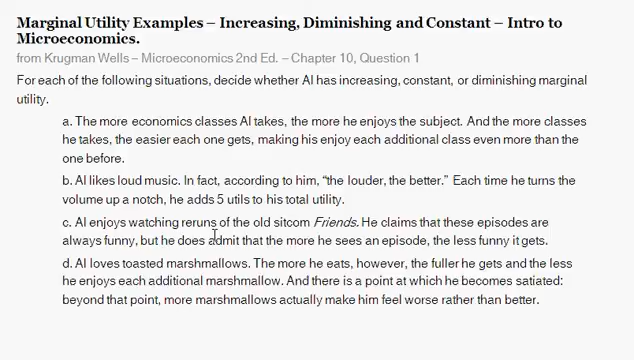 Marginal Utility Examples – Increasing, Diminishing and Constant – Intro to
Microeconomics.
from Krugman Wells – Microeconomics 2nd Ed. – Chapter 10, Question 1
For each of the following situations, decide whether Al has increasing, constant, or diminishing marginal
utility.
a. The more economics classes Al takes, the more he enjoys the subject. And the more classes
he takes, the easier each one gets, making his enjoy each additional class even more than the
one before.
b. Al likes loud music. In fact, according to him, “the louder, the better.” Each time he turns the
volume up a notch, he adds 5 utils to his total utility.
c. Al enjoys watching reruns of the old sitcom Friends. He claims that these episodes are
always funny, but he does admit that the more he sees an episode, the less funny it gets.
d. Al loves toasted marshmallows. The more he eats, however, the fuller he gets and the less
he enjoys each additional marshmallow. And there is a point at which he becomes satiated:
beyond that point, more marshmallows actually make him feel worse rather than better.